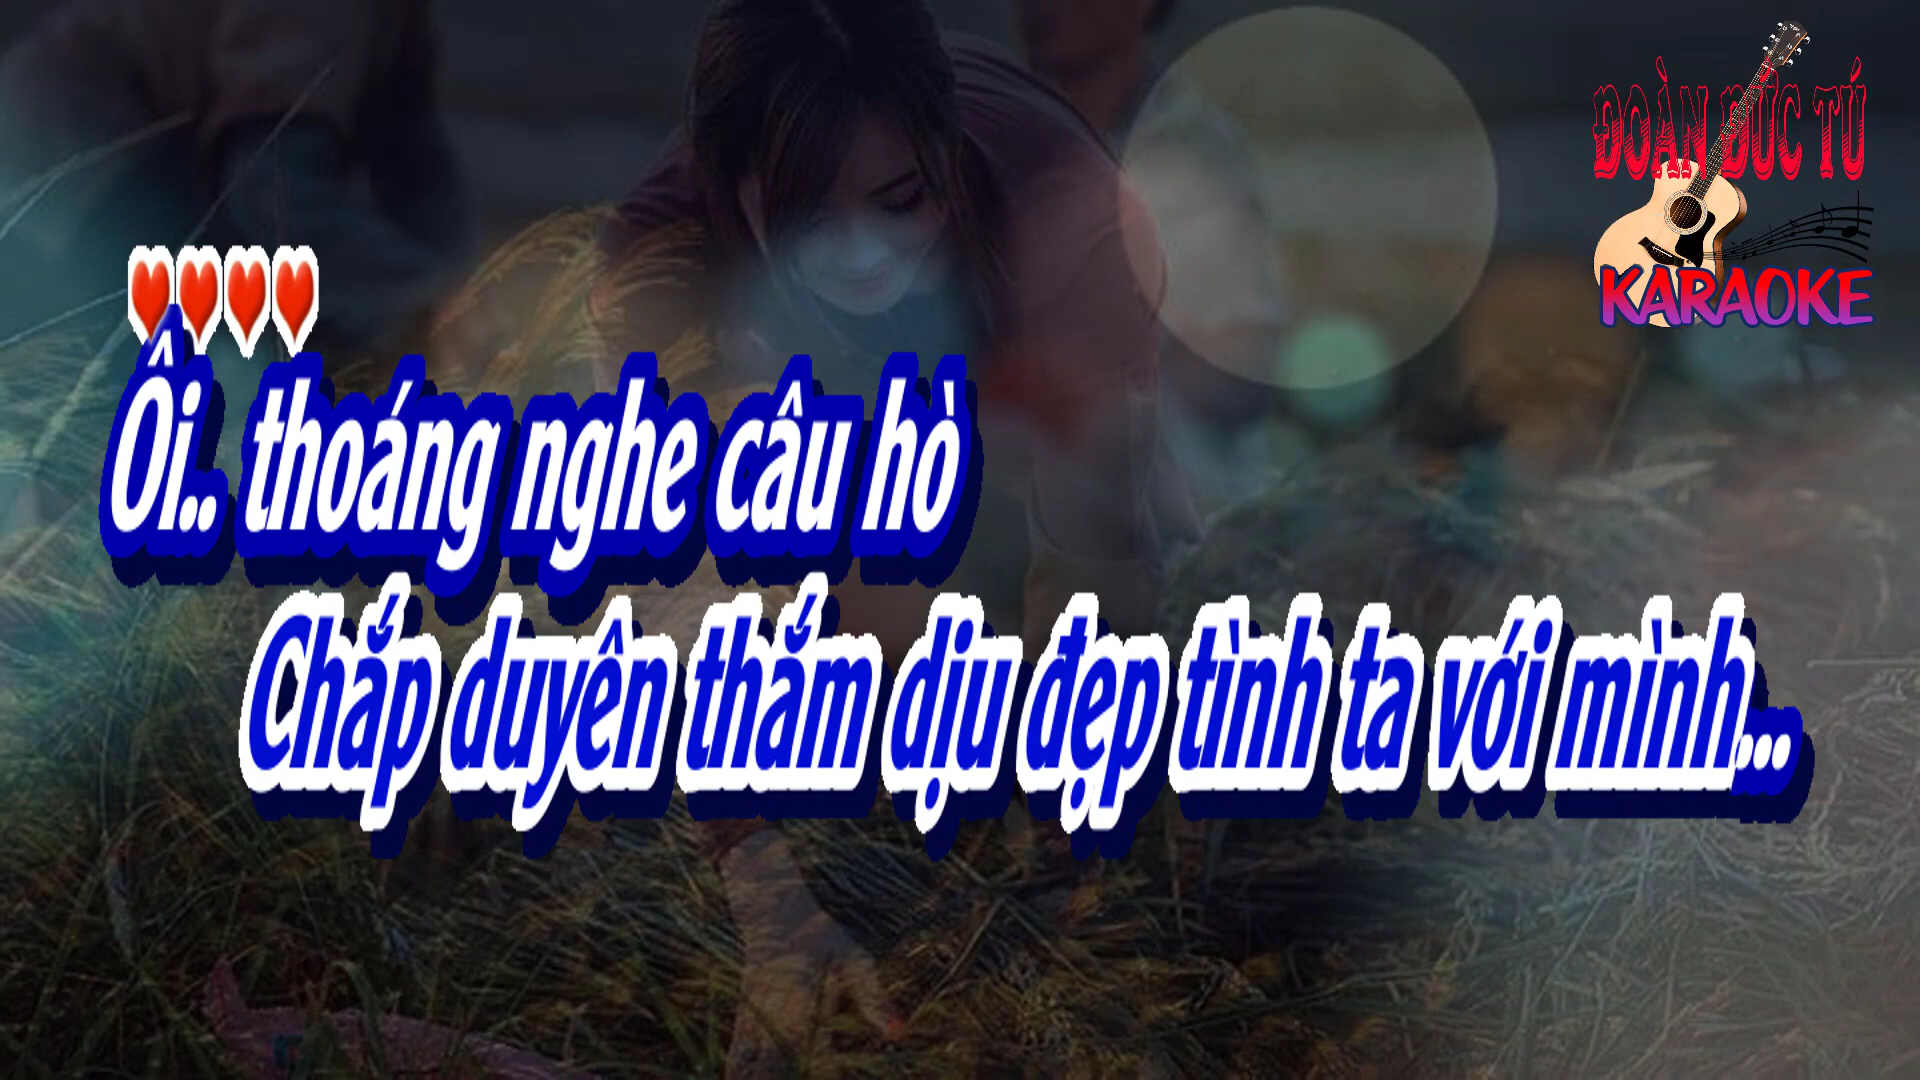 ĐOÀN ĐỨC TÚ
KARAOKE
Ôi.. thoáng nghe câu hò
Chắp duyên thắm dịu đẹp tình ta với mình...